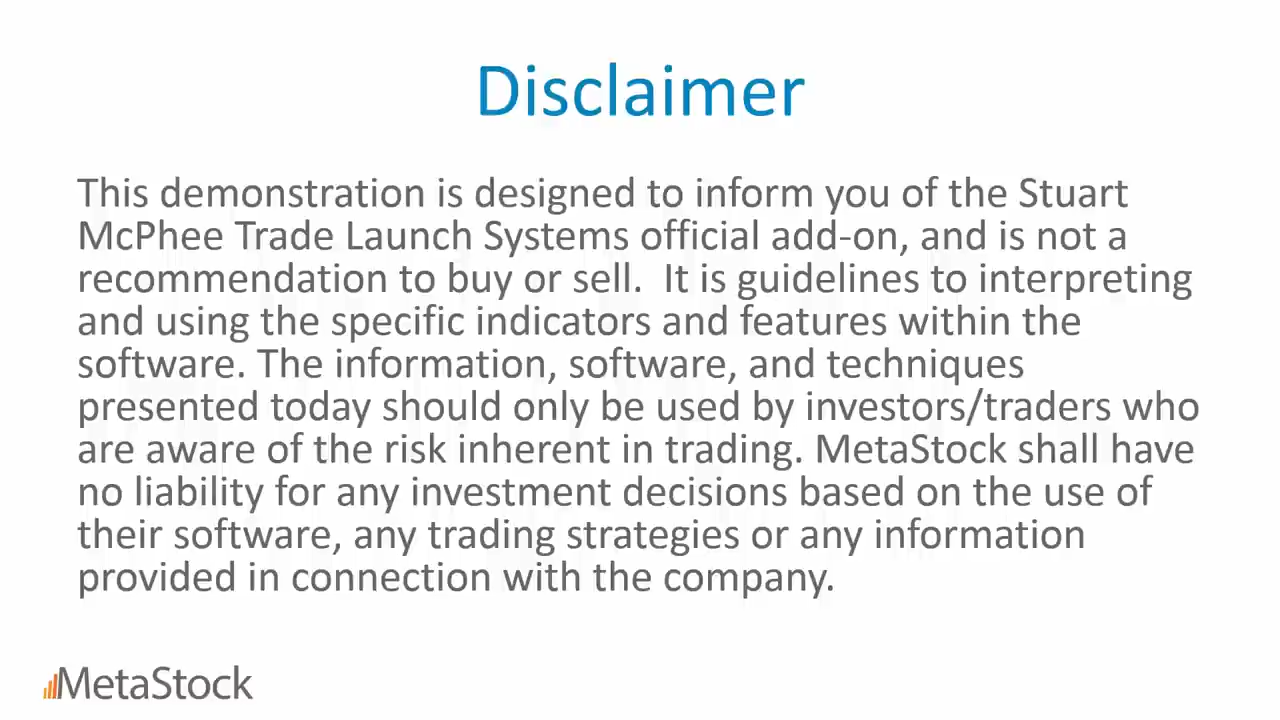 Disclaimer
This demonstration is designed to inform you of the Stuart
McPhee Trade Launch Systems official add-on, and is not a
recommendation to buy or sell.  It is guidelines to interpreting
and using the specific indicators and features within the
software. The information, software, and techniques
presented today should only be used by investors/traders who
are aware of the risk inherent in trading. MetaStock shall have
no liability for any investment decisions based on the use of
their software, any trading strategies or any information
provided in connection with the company.
MetaStock